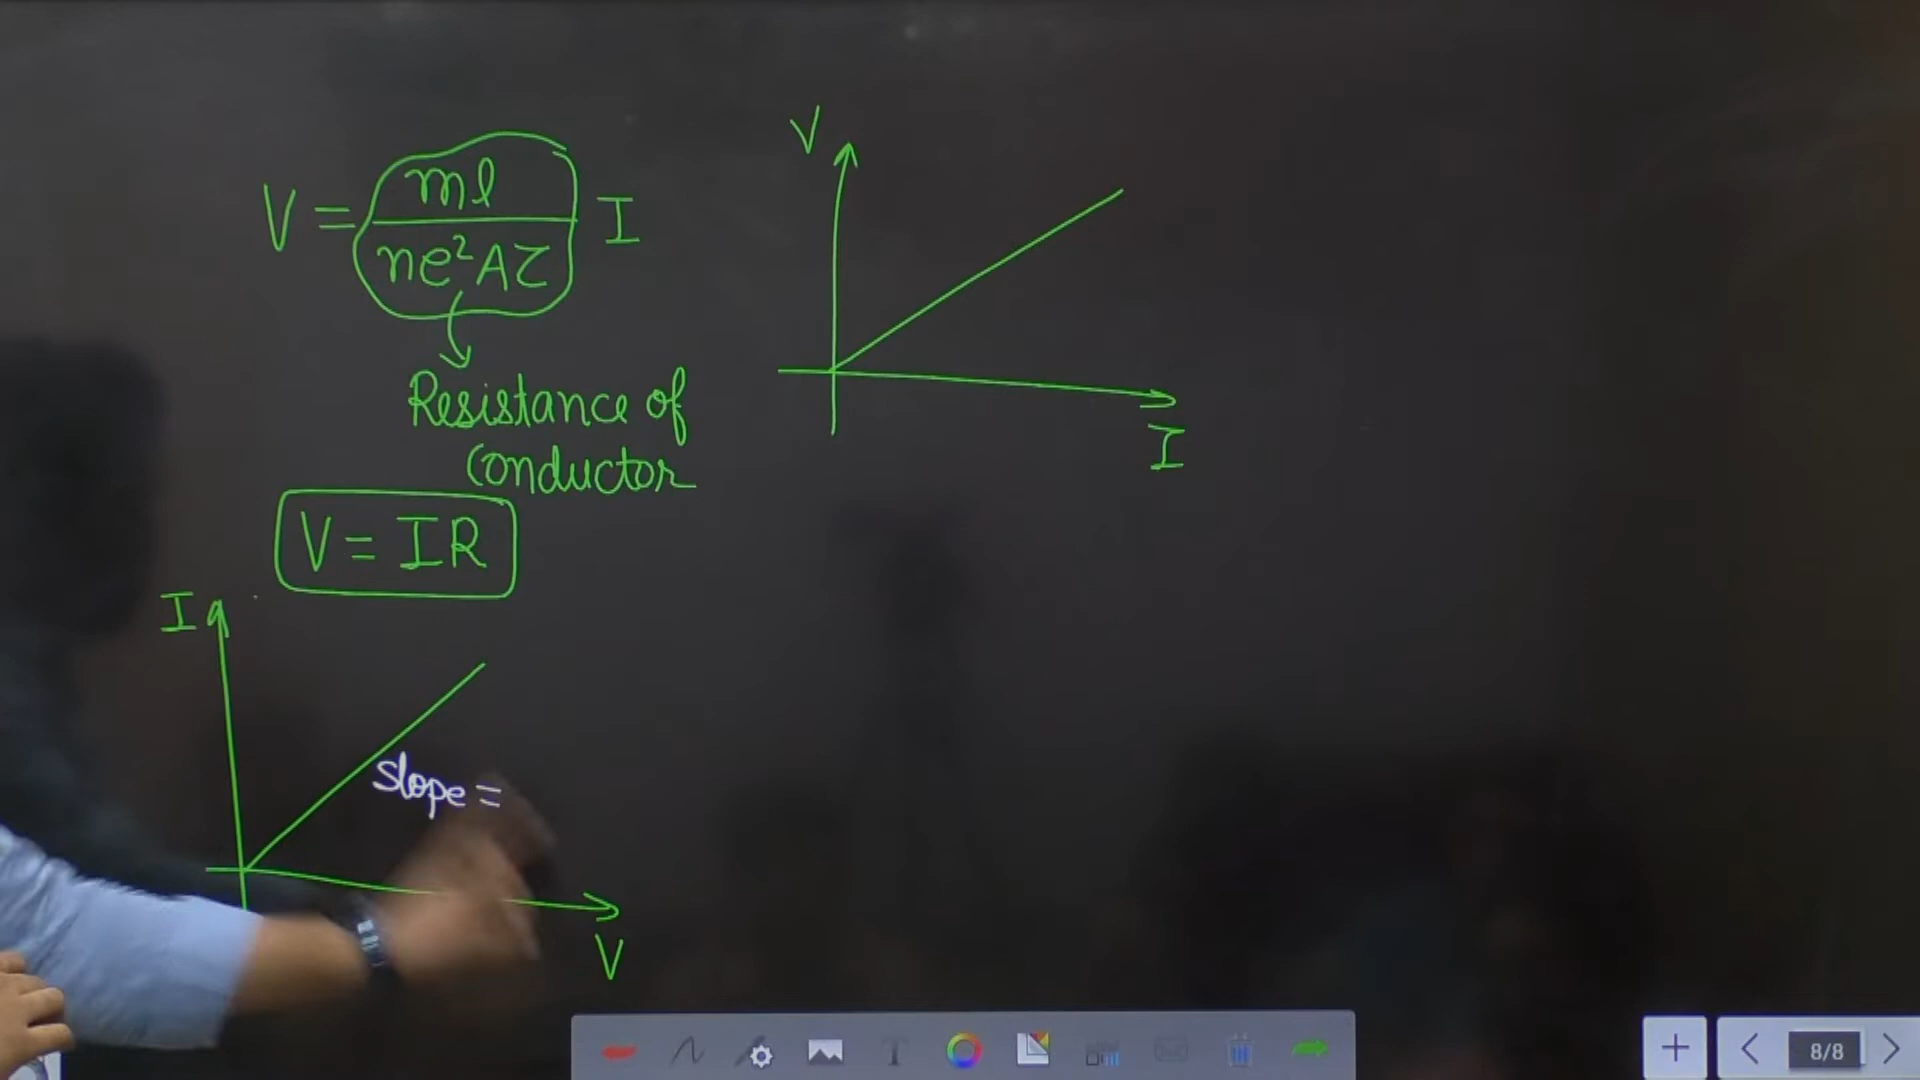 V = ml / ne²Aτ I
Resistance of
Conductor
V = IR
V
I
I
slope =
V
8/8